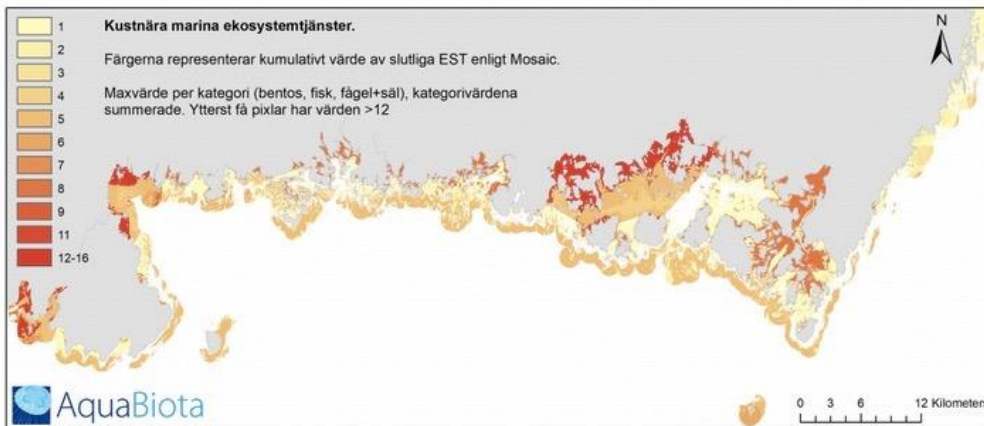 1
2
3
4
5
6
7
8
9
11
12-16
Kustnära marina ekosystemtjänster.
Färgerna representerar kumulativt värde av slutliga EST enligt Mosaic.
Maxvärde per kategori (bentos, fisk, fågel+säl), kategorivärdena
summerade. Ytterst få pixlar har värden >12
N
AquaBiota
0 3 6 12 Kilometers